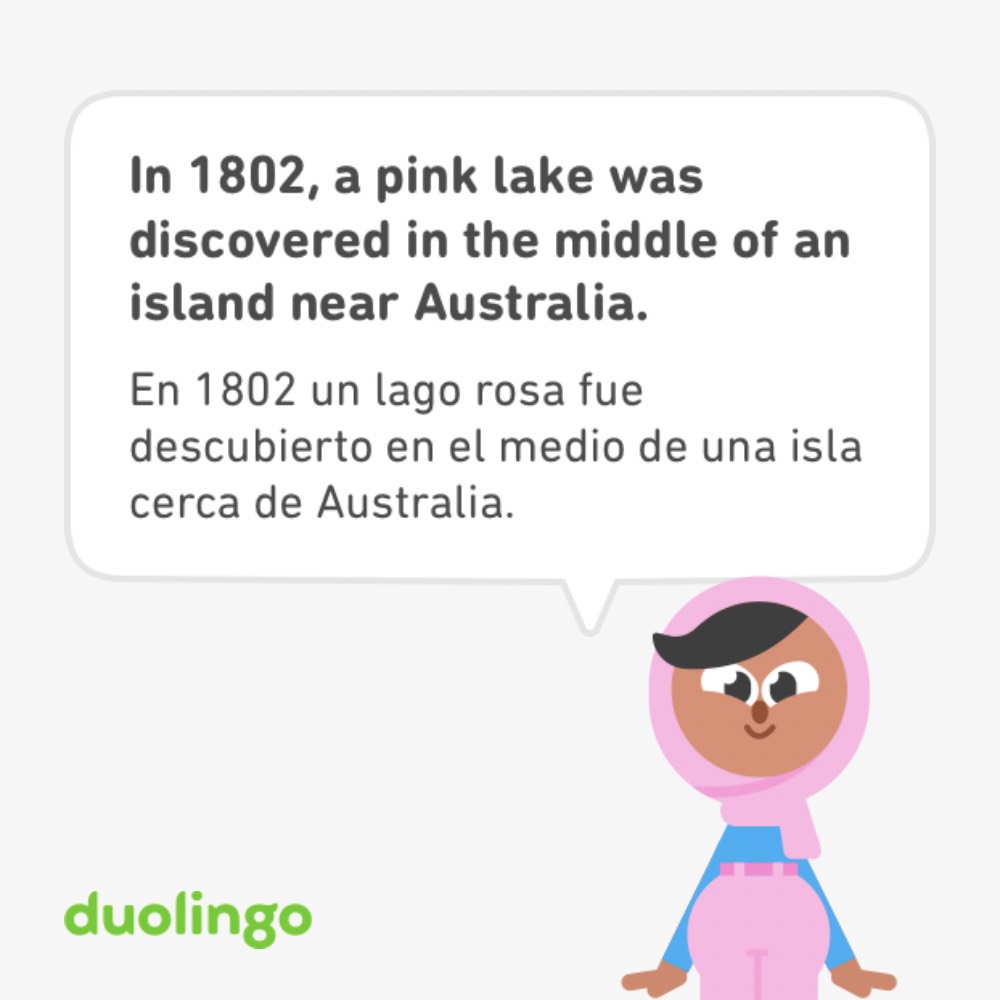 In 1802, a pink lake was
discovered in the middle of an
island near Australia.
En 1802 un lago rosa fue
descubierto en el medio de una isla
cerca de Australia.
duolingo